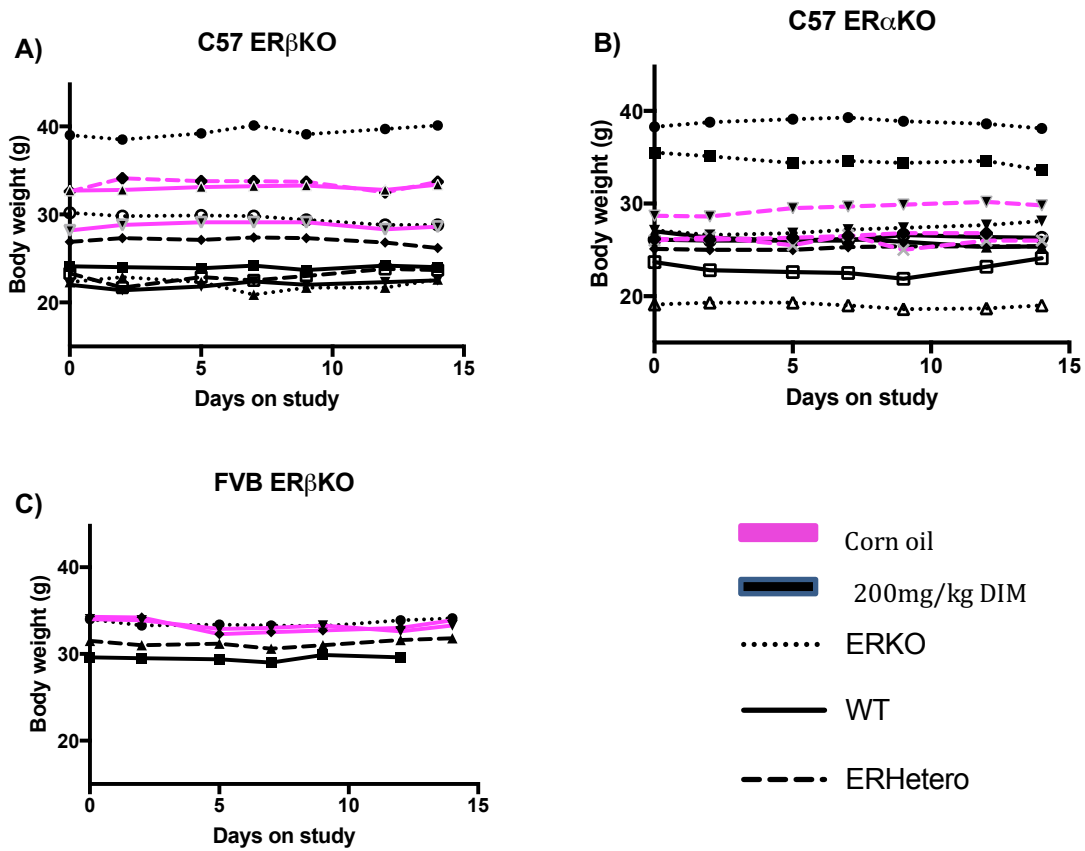 A)
C57 ERβKO
Body weight (g)
40
30
20
0 5 10 15
Days on study
B)
C57 ERαKO
Body weight (g)
40
30
20
0 5 10 15
Days on study
C)
FVB ERβKO
Body weight (g)
40
30
20
0 5 10 15
Days on study
Corn oil
200mg/kg DIM
ERKO
WT
ERHetero